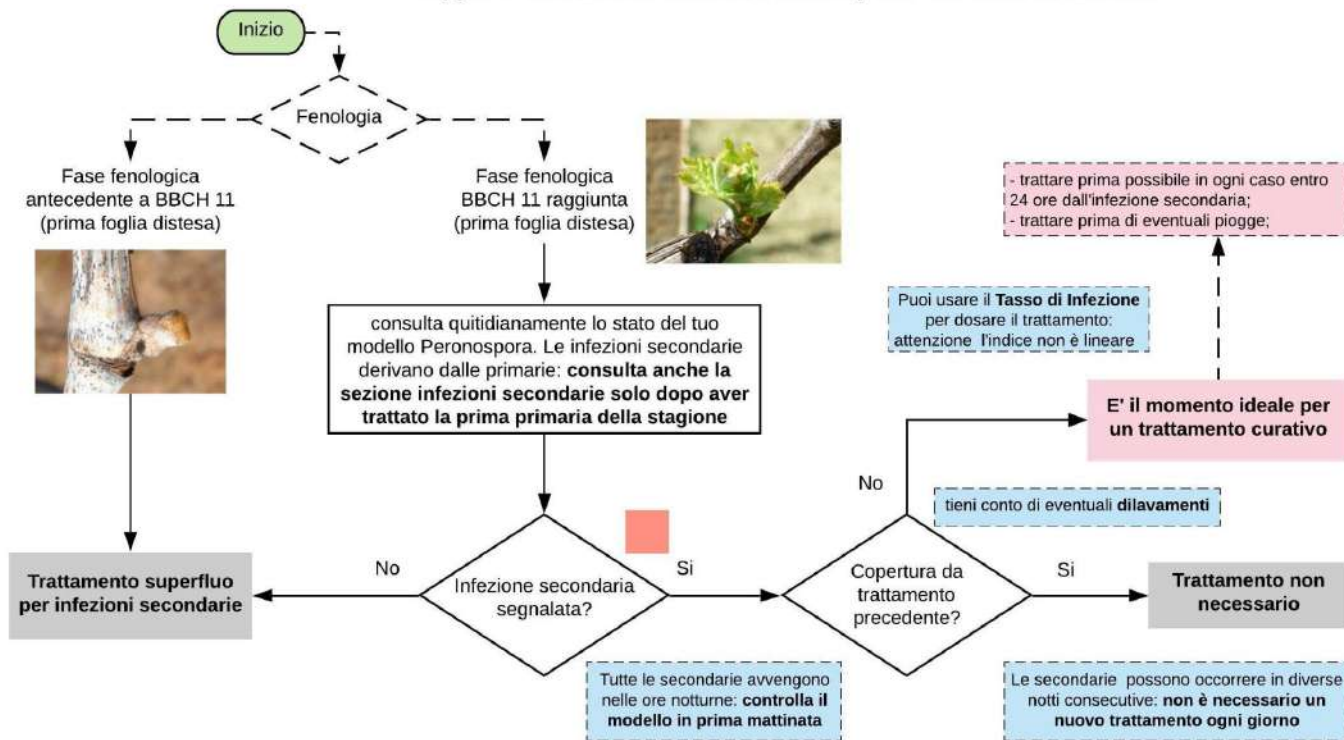 Inizio
Fenologia
Fase fenologica
antecedente a BBCH 11
(prima foglia distesa)
Fase fenologica
BBCH 11 raggiunta
(prima foglia distesa)
- trattare prima possibile in ogni caso entro
24 ore dall'infezione secondaria;
- trattare prima di eventuali piogge;
Puoi usare il Tasso di Infezione
per dosare il trattamento:
attenzione l'indice non è lineare
consulta quitidianamente lo stato del tuo
modello Peronospora. Le infezioni secondarie
derivano dalle primarie: consulta anche la
sezione infezioni secondarie solo dopo aver
trattato la prima primaria della stagione
E' il momento ideale per
un trattamento curativo
No
tieni conto di eventuali dilavamenti
Trattamento superfluo
per infezioni secondarie
No
Infezione secondaria
segnalata?
Si
Copertura da
trattamento
precedente?
Si
Trattamento non
necessario
Tutte le secondarie avvengono
nelle ore notturne: controlla il
modello in prima mattinata
Le secondarie possono occorrere in diverse
notti consecutive: non è necessario un
nuovo trattamento ogni giorno